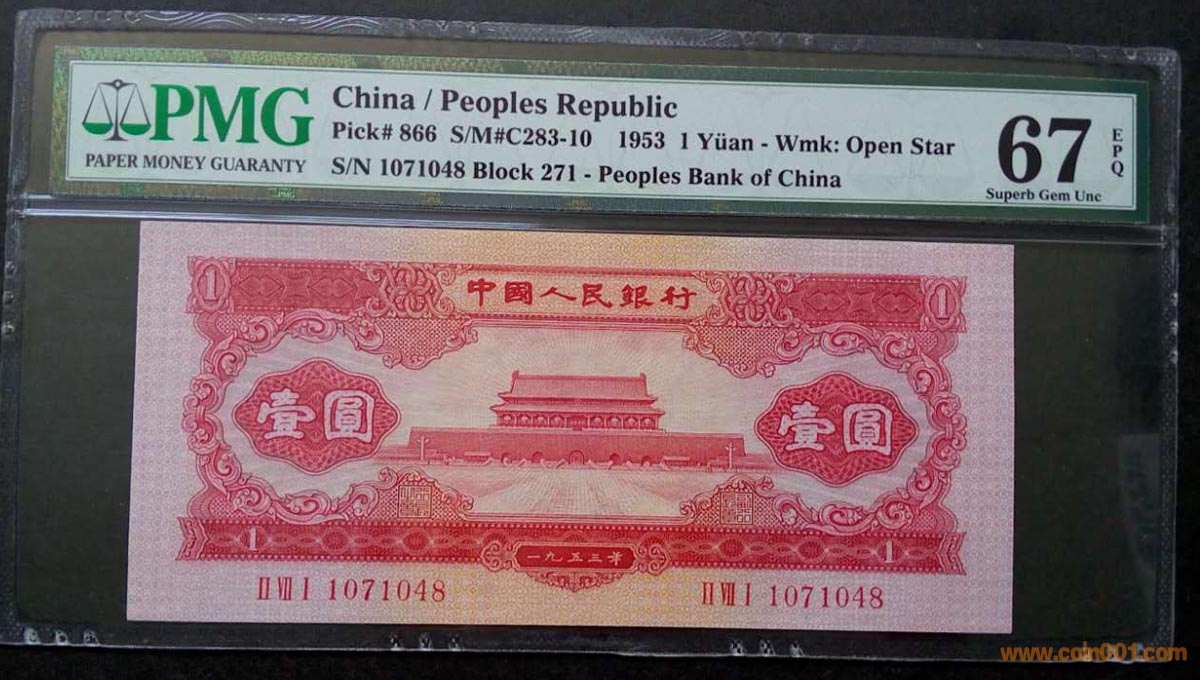 PMG
PAPER MONEY GUARANTY
China / Peoples Republic
Pick# 866 S/M#C283-10 1953 1 Yüan - Wmk: Open Star
S/N 1071048 Block 271 - Peoples Bank of China
67
EPQ
Superb Gem Unc
1 中國人民銀行 1
壹圓 壹圓
1 一九五三年 1
II VII I 1071048 II VII I 1071048
www.coin001.com